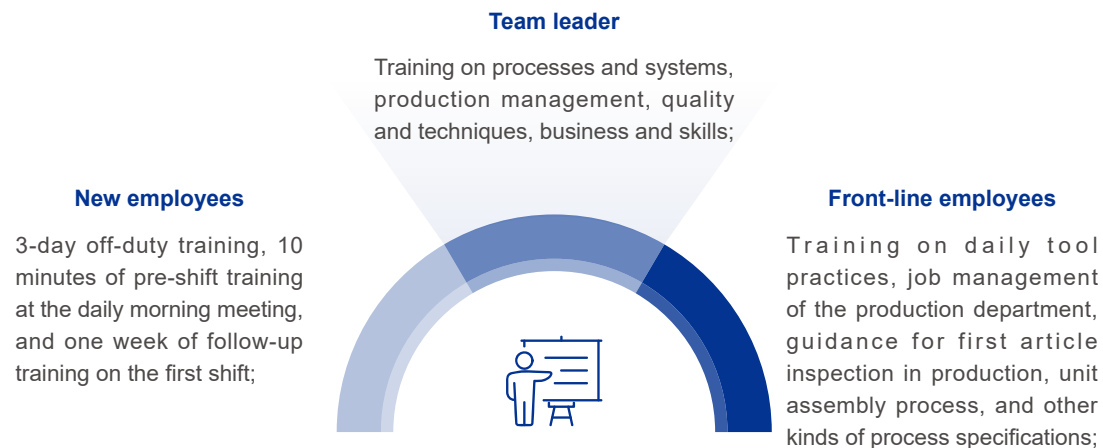 Team leader
Training on processes and systems,
production management, quality
and techniques, business and skills;
New employees
3-day off-duty training, 10
minutes of pre-shift training
at the daily morning meeting,
and one week of follow-up
training on the first shift;
Front-line employees
Training on daily tool
practices, job management
of the production department,
guidance for first article
inspection in production, unit
assembly process, and other
kinds of process specifications;